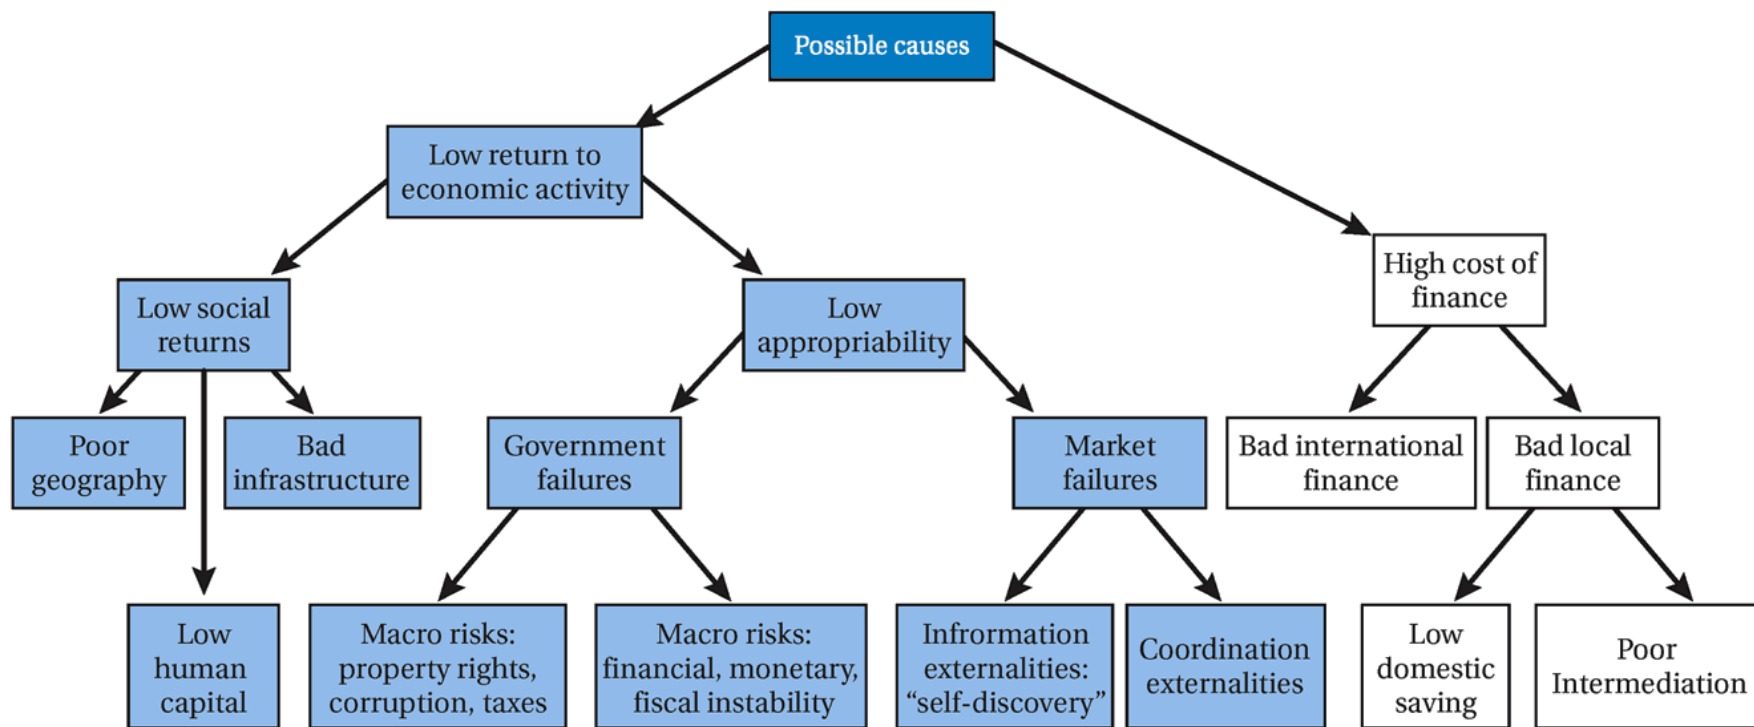 Possible causes
Low return to
economic activity
High cost of
finance
Low social
returns
Low
appropriability
Poor
geography
Bad
infrastructure
Government
failures
Market
failures
Bad international
finance
Bad local
finance
Low
human
capital
Macro risks:
property rights,
corruption, taxes
Macro risks:
financial, monetary,
fiscal instability
Infrormation
externalities:
“self-discovery”
Coordination
externalities
Low
domestic
saving
Poor
Intermediation